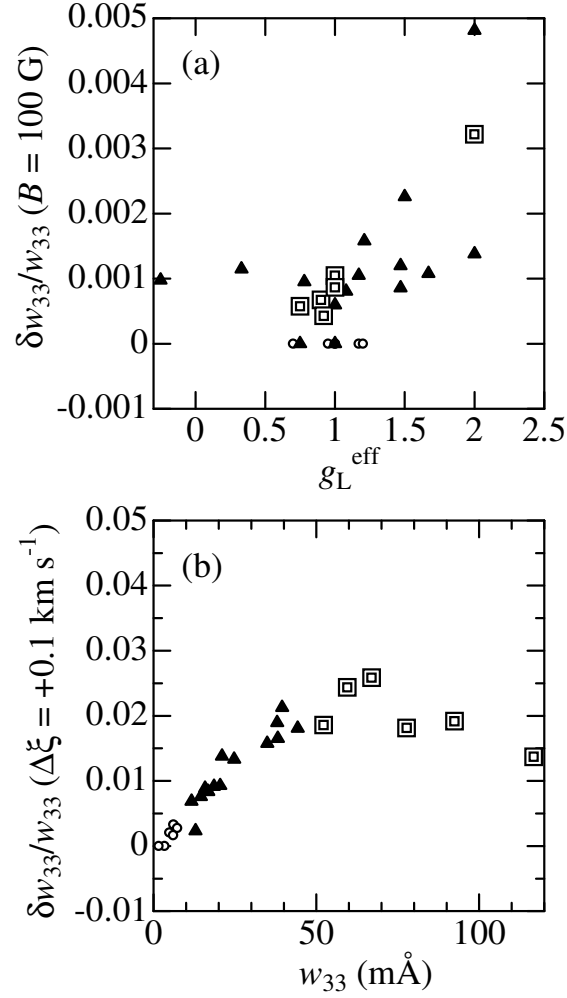 (a)
0.005
0.004
0.003
0.002
0.001
0
-0.001
δw₃₃/w₃₃ (B = 100 G)
0 0.5 1 1.5 2 2.5
g_L^eff
(b)
0.05
0.04
0.03
0.02
0.01
0
-0.01
δw₃₃/w₃₃ (Δξ = +0.1 km s⁻¹)
0 50 100
w₃₃ (mÅ)